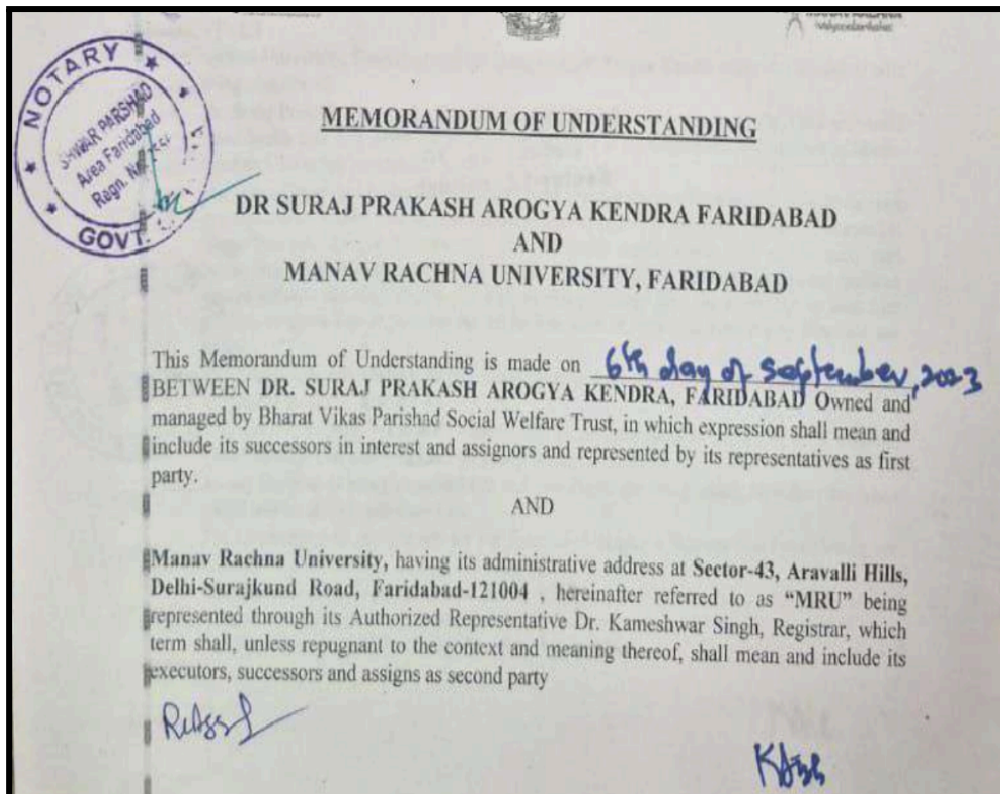 NOTARY
Area Faridabad
Regn. No.
GOVT.
MEMORANDUM OF UNDERSTANDING
DR SURAJ PRAKASH AROGYA KENDRA FARIDABAD
AND
MANAV RACHNA UNIVERSITY, FARIDABAD
This Memorandum of Understanding is made on 6th day of september, 2023
BETWEEN DR. SURAJ PRAKASH AROGYA KENDRA, FARIDABAD Owned and
managed by Bharat Vikas Parishad Social Welfare Trust, in which expression shall mean and
include its successors in interest and assignors and represented by its representatives as first
party.
AND
Manav Rachna University, having its administrative address at Sector-43, Aravalli Hills,
Delhi-Surajkund Road, Faridabad-121004 , hereinafter referred to as “MRU” being
represented through its Authorized Representative Dr. Kameshwar Singh, Registrar, which
term shall, unless repugnant to the context and meaning thereof, shall mean and include its
executors, successors and assigns as second party